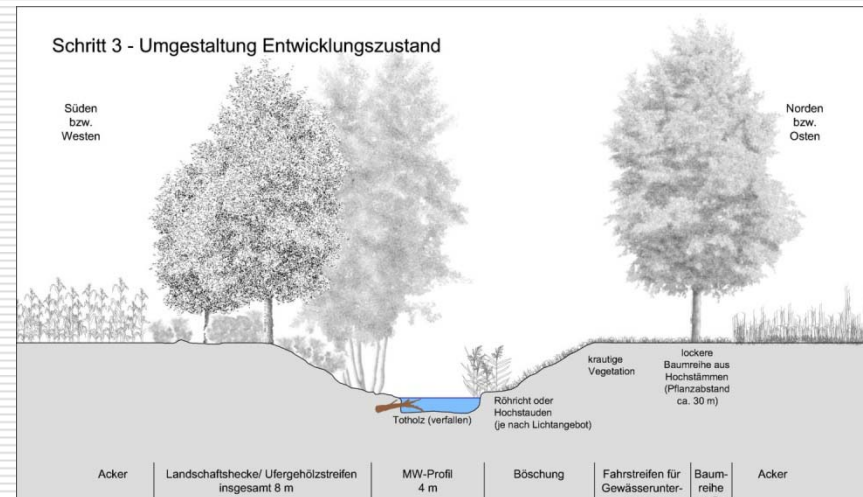 Schritt 3 - Umgestaltung Entwicklungszustand
Süden
bzw.
Westen
Norden
bzw.
Osten
krautige
Vegetation
lockere
Baumreihe aus
Hochstämmen
(Pflanzabstand
ca. 30 m)
Totholz (verfallen)
Röhricht oder
Hochstauden
(je nach Lichtangebot)
Acker
Landschaftshecke/ Ufergehölzstreifen
insgesamt 8 m
MW-Profil
4 m
Böschung
Fahrstreifen für
Gewässerunter-
Baum-
reihe
Acker